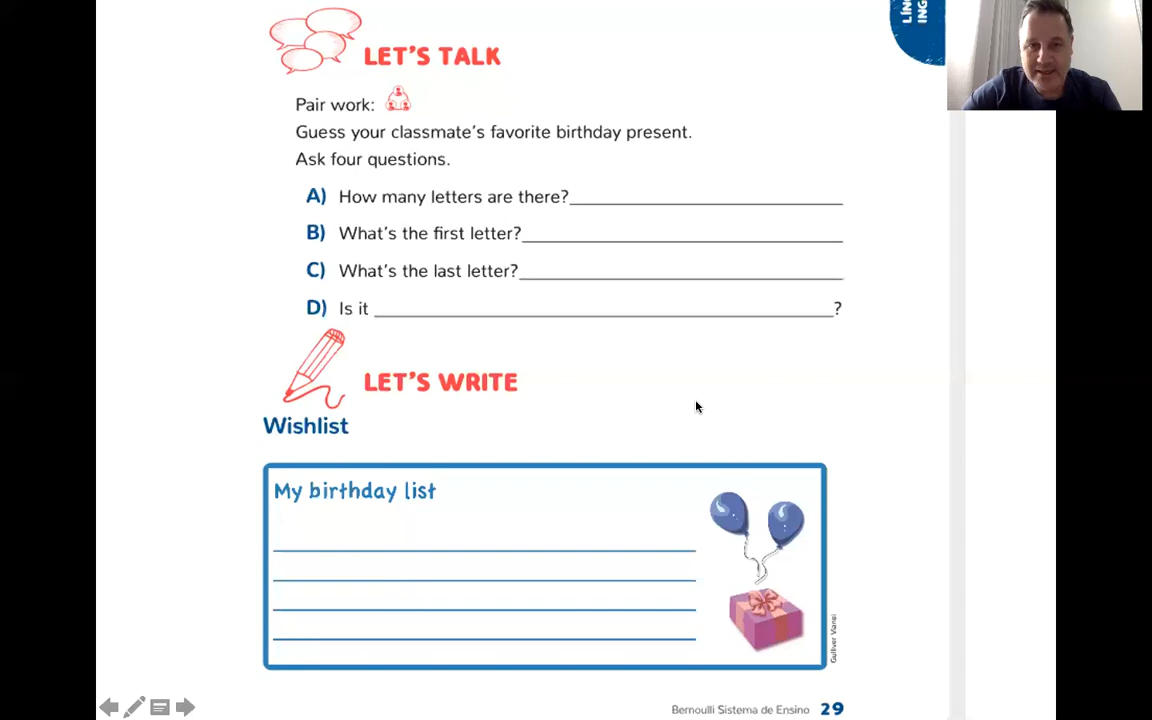 LÍN
ING
LET'S TALK
Pair work:
Guess your classmate's favorite birthday present.
Ask four questions.
A) How many letters are there?
B) What's the first letter?
C) What's the last letter?
D) Is it ?
LET'S WRITE
Wishlist
My birthday list
Gulliver Vianei
Bernoulli Sistema de Ensino 29